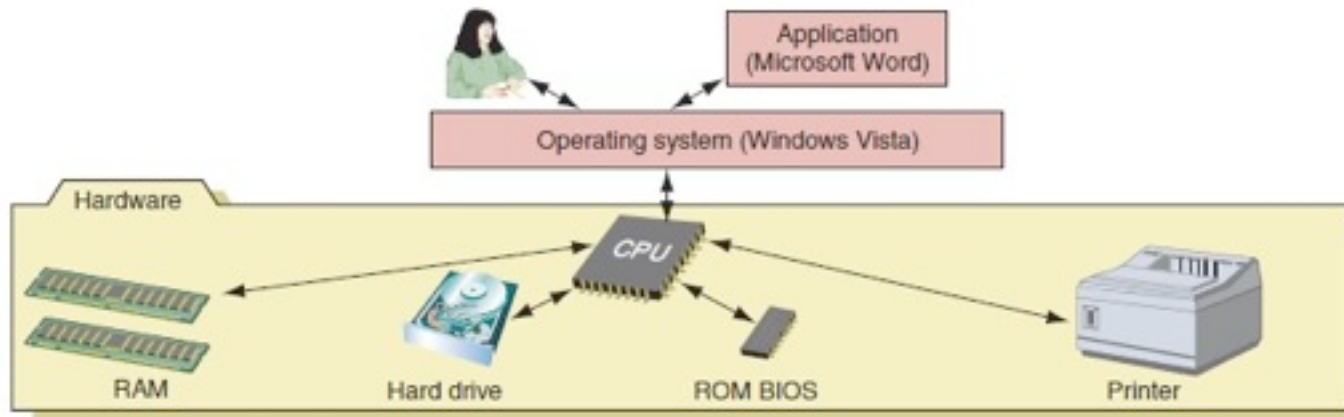 Application
(Microsoft Word)
Operating system (Windows Vista)
Hardware
CPU
RAM
Hard drive
ROM BIOS
Printer